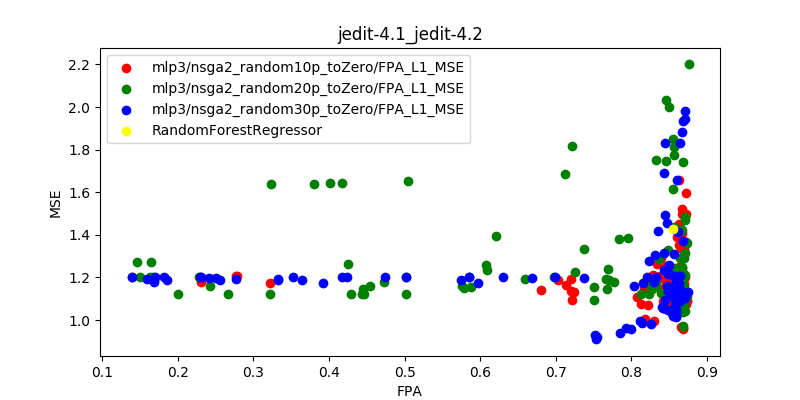 jedit-4.1_jedit-4.2
mlp3/nsga2_random10p_toZero/FPA_L1_MSE
mlp3/nsga2_random20p_toZero/FPA_L1_MSE
mlp3/nsga2_random30p_toZero/FPA_L1_MSE
RandomForestRegressor
MSE
2.2
2.0
1.8
1.6
1.4
1.2
1.0
0.1 0.2 0.3 0.4 0.5 0.6 0.7 0.8 0.9
FPA